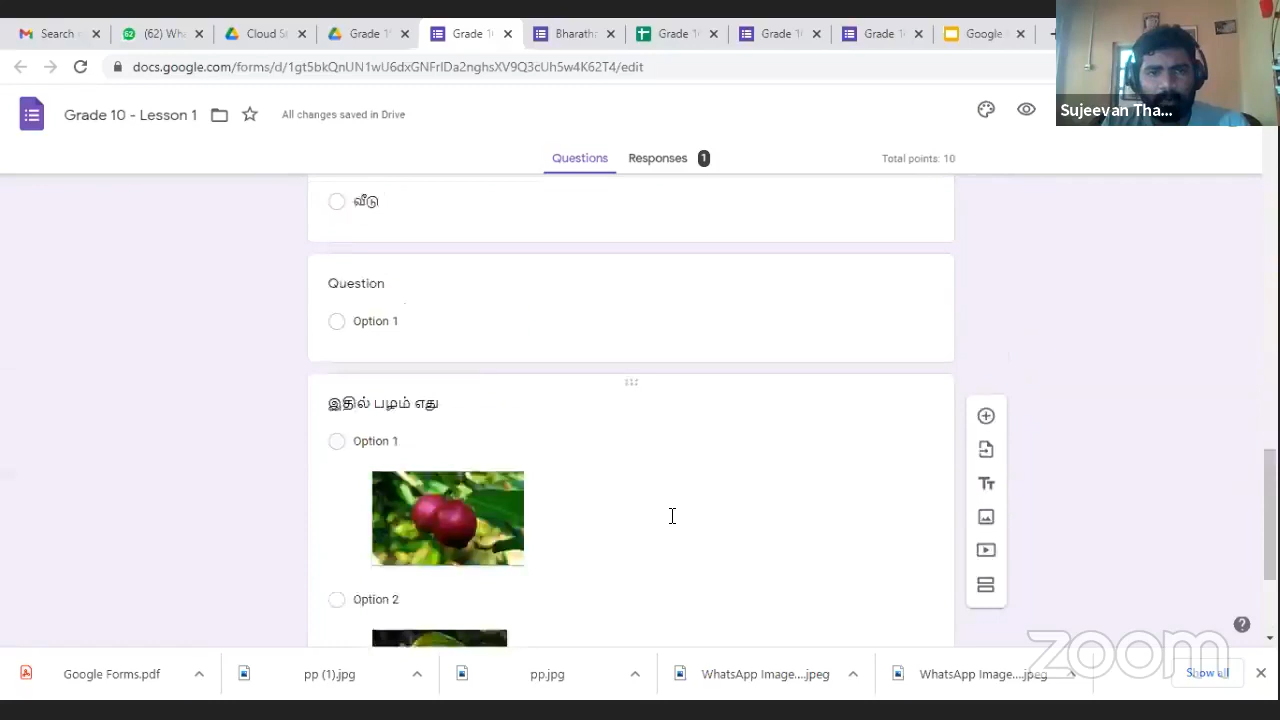 Search
(62) Wha
Cloud S
Grade 1
Grade 1
Bharatha
Grade 1
Grade 1
Grade 1
Google
docs.google.com/forms/d/1gt5bkQnUN1wU6dxGNFrIDa2nghsXV9Q3cUh5w4K62T4/edit
Sujeevan Tha...
Grade 10 - Lesson 1
All changes saved in Drive
Questions
Responses
1
Total points: 10
வீடு
Question
Option 1
இதில் பழம் எது
Option 1
Option 2
zoom
Google Forms.pdf
pp (1).jpg
pp.jpg
WhatsApp Image....jpeg
WhatsApp Image....jpeg
Show all